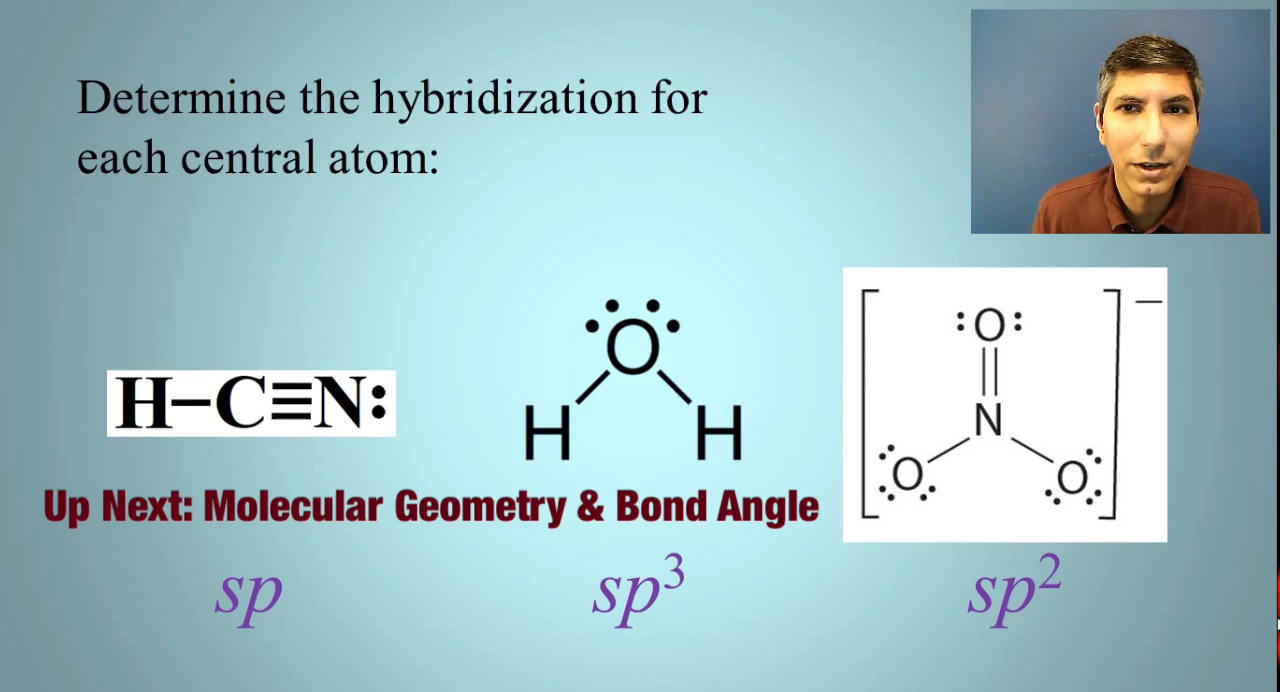 Determine the hybridization for
each central atom:
H–C≡N:
O
H H
O
N
O O
–
Up Next: Molecular Geometry & Bond Angle
sp sp³ sp²